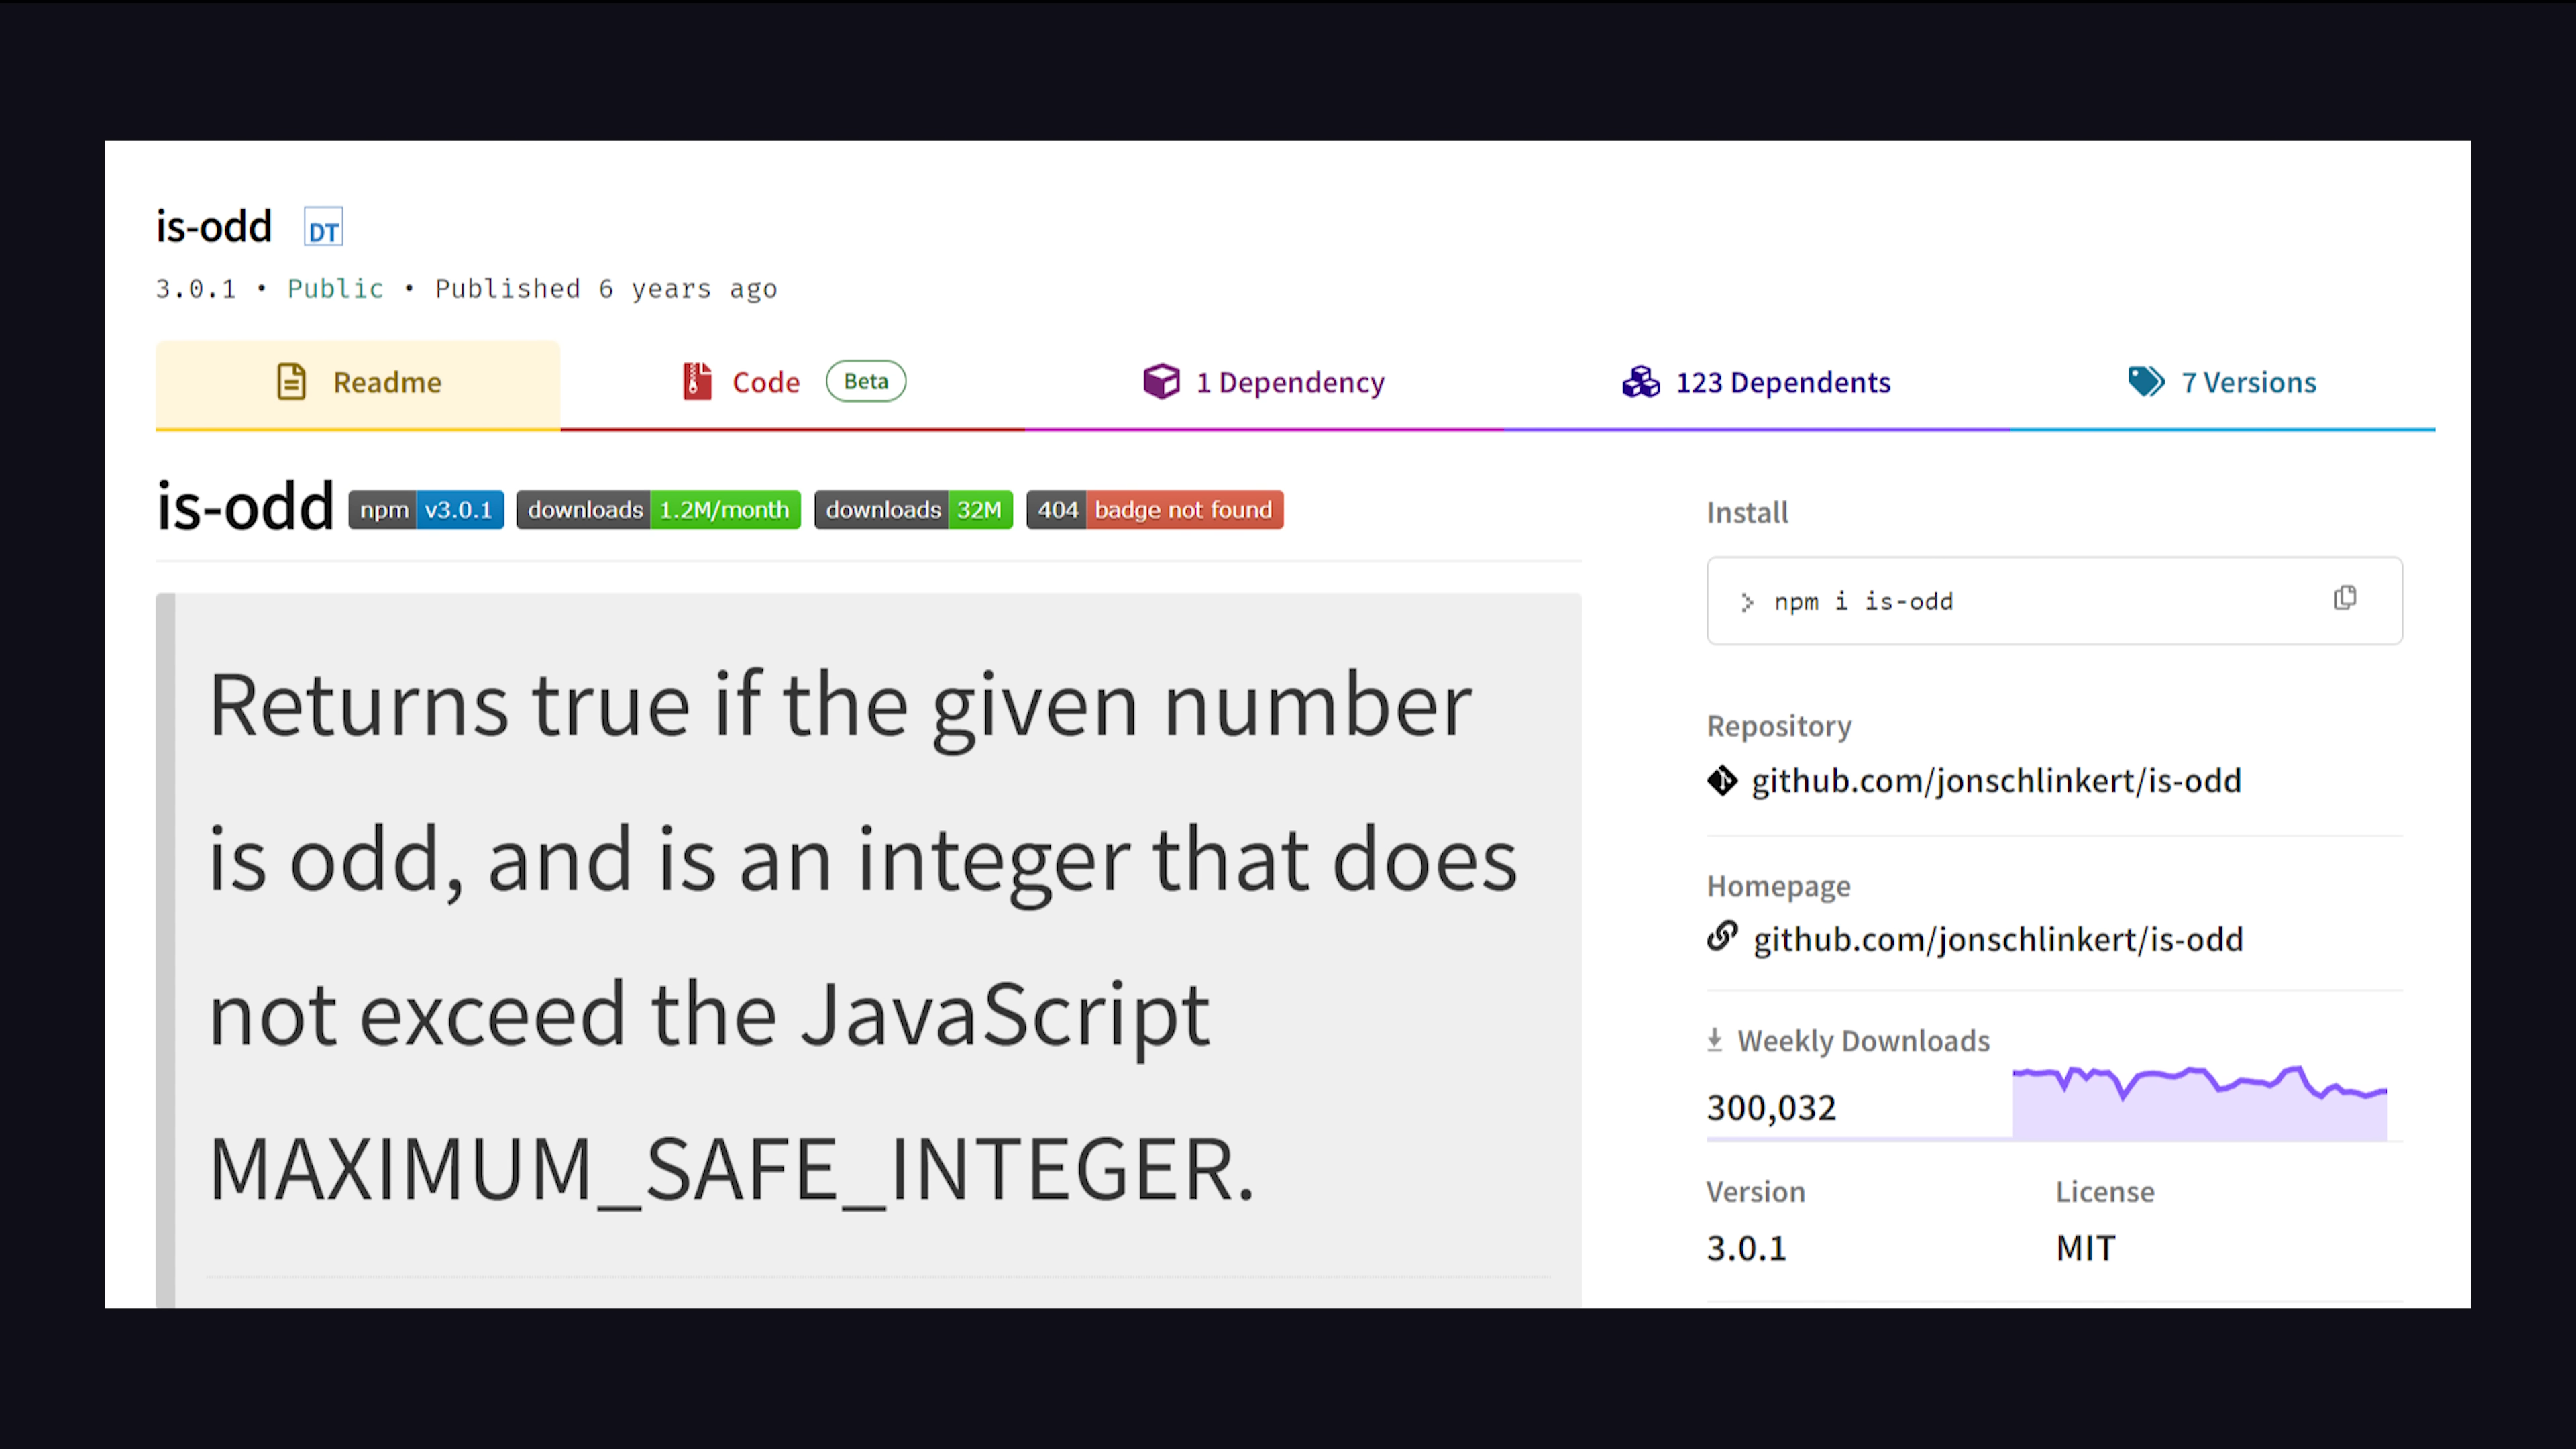 is-odd DT
3.0.1 • Public • Published 6 years ago
Readme
Code Beta
1 Dependency
123 Dependents
7 Versions
is-odd npm v3.0.1 downloads 1.2M/month downloads 32M 404 badge not found
Returns true if the given number
is odd, and is an integer that does
not exceed the JavaScript
MAXIMUM_SAFE_INTEGER.
Install
> npm i is-odd
Repository
github.com/jonschlinkert/is-odd
Homepage
github.com/jonschlinkert/is-odd
Weekly Downloads
300,032
Version
3.0.1
License
MIT